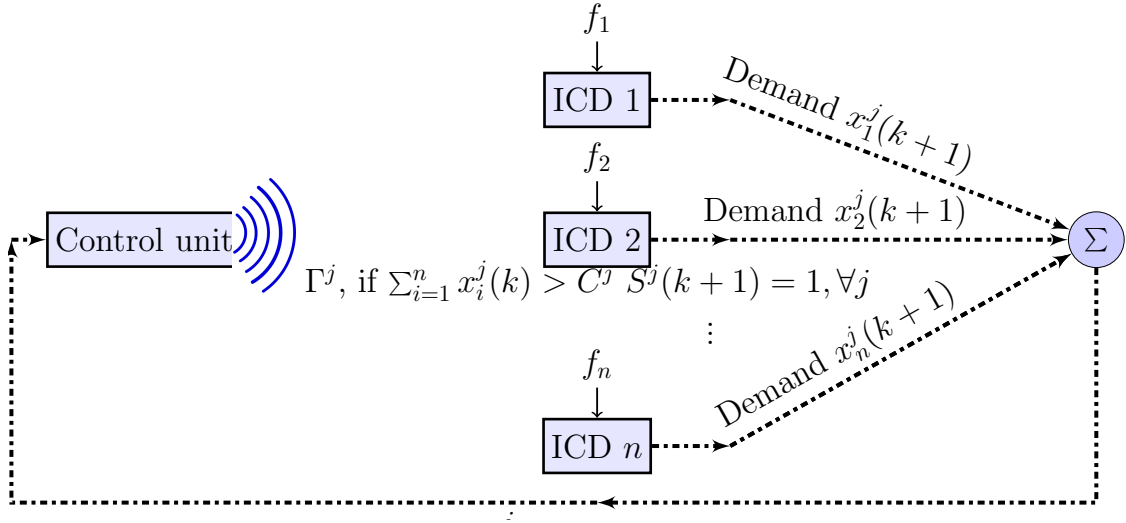 f_1
ICD 1
Demand x_1^j(k + 1)
f_2
Control unit
ICD 2
Demand x_2^j(k + 1)
Σ
Γ^j, if ∑_{i=1}^n x_i^j(k) > C^j S^j(k + 1) = 1, ∀j
⋮
f_n
ICD n
Demand x_n^j(k + 1)